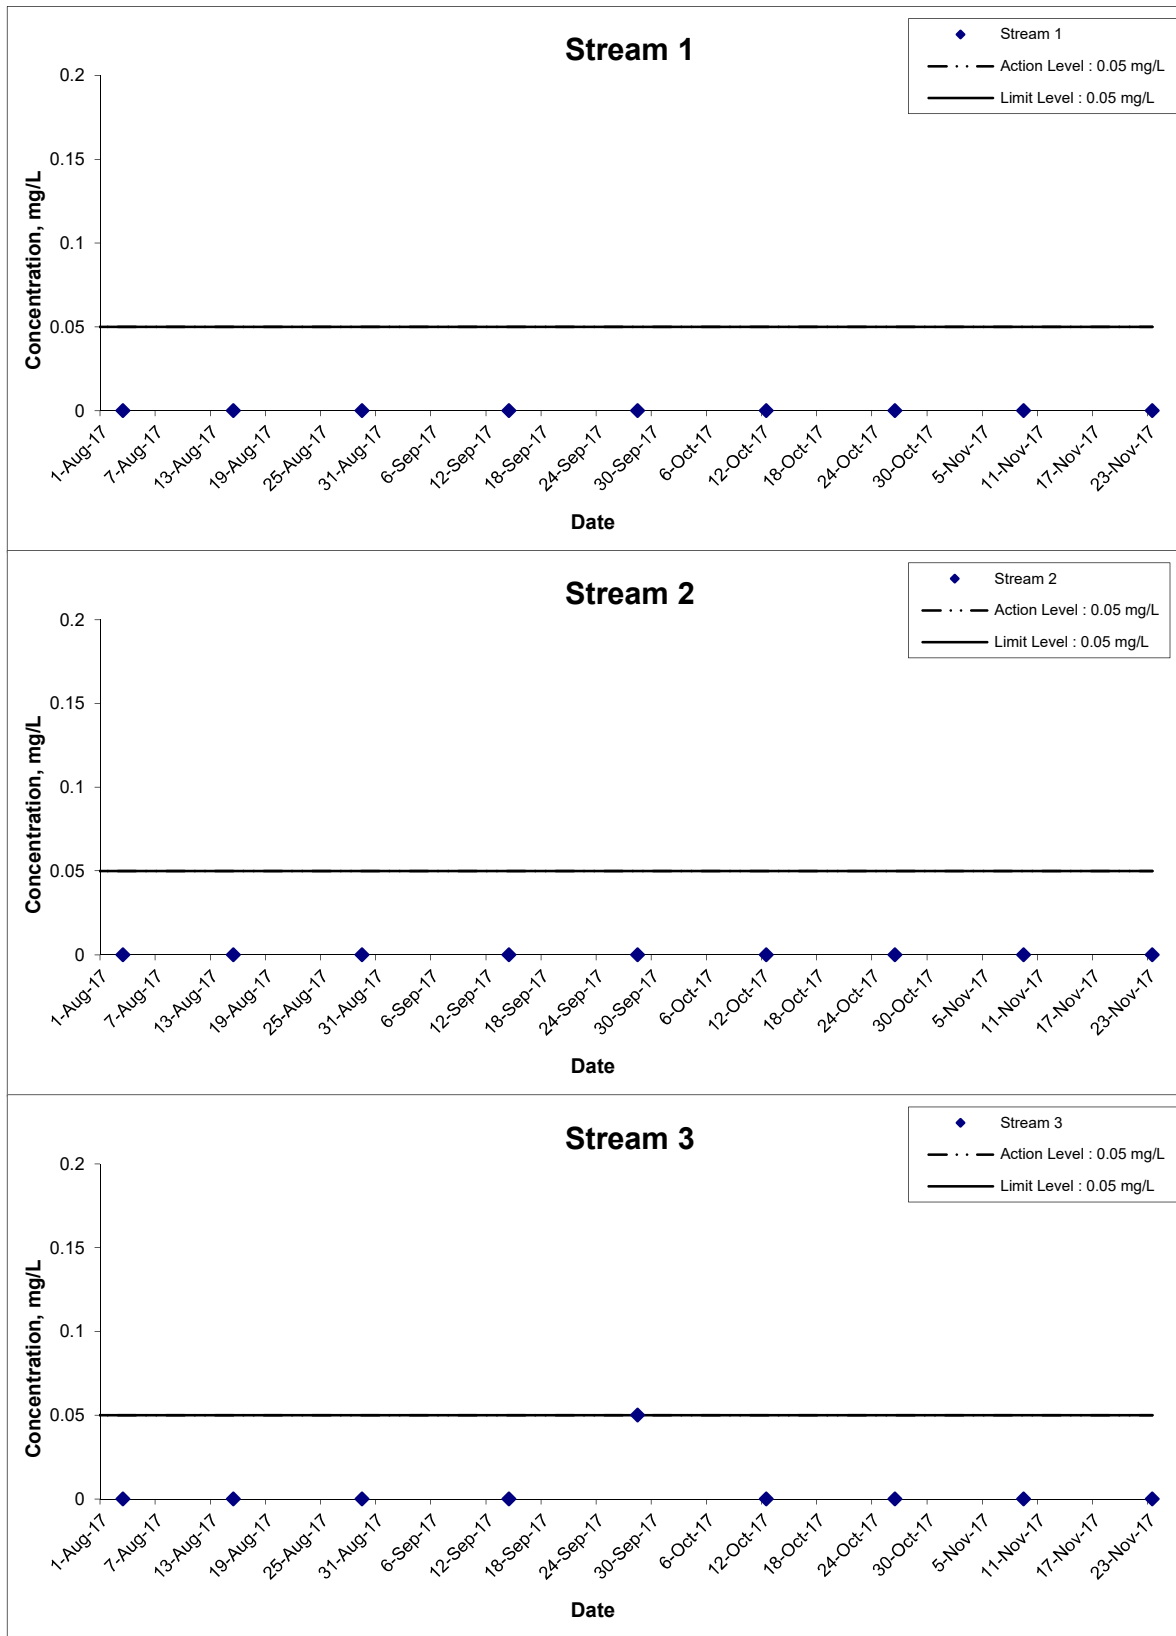 Stream 1
Stream 1
Action Level : 0.05 mg/L
Limit Level : 0.05 mg/L
Concentration, mg/L
0.2
0.15
0.1
0.05
0
1-Aug-17
7-Aug-17
13-Aug-17
19-Aug-17
25-Aug-17
31-Aug-17
6-Sep-17
12-Sep-17
18-Sep-17
24-Sep-17
30-Sep-17
6-Oct-17
12-Oct-17
18-Oct-17
24-Oct-17
30-Oct-17
5-Nov-17
11-Nov-17
17-Nov-17
23-Nov-17
Date
Stream 2
Stream 2
Action Level : 0.05 mg/L
Limit Level : 0.05 mg/L
Concentration, mg/L
0.2
0.15
0.1
0.05
0
1-Aug-17
7-Aug-17
13-Aug-17
19-Aug-17
25-Aug-17
31-Aug-17
6-Sep-17
12-Sep-17
18-Sep-17
24-Sep-17
30-Sep-17
6-Oct-17
12-Oct-17
18-Oct-17
24-Oct-17
30-Oct-17
5-Nov-17
11-Nov-17
17-Nov-17
23-Nov-17
Date
Stream 3
Stream 3
Action Level : 0.05 mg/L
Limit Level : 0.05 mg/L
Concentration, mg/L
0.2
0.15
0.1
0.05
0
1-Aug-17
7-Aug-17
13-Aug-17
19-Aug-17
25-Aug-17
31-Aug-17
6-Sep-17
12-Sep-17
18-Sep-17
24-Sep-17
30-Sep-17
6-Oct-17
12-Oct-17
18-Oct-17
24-Oct-17
30-Oct-17
5-Nov-17
11-Nov-17
17-Nov-17
23-Nov-17
Date